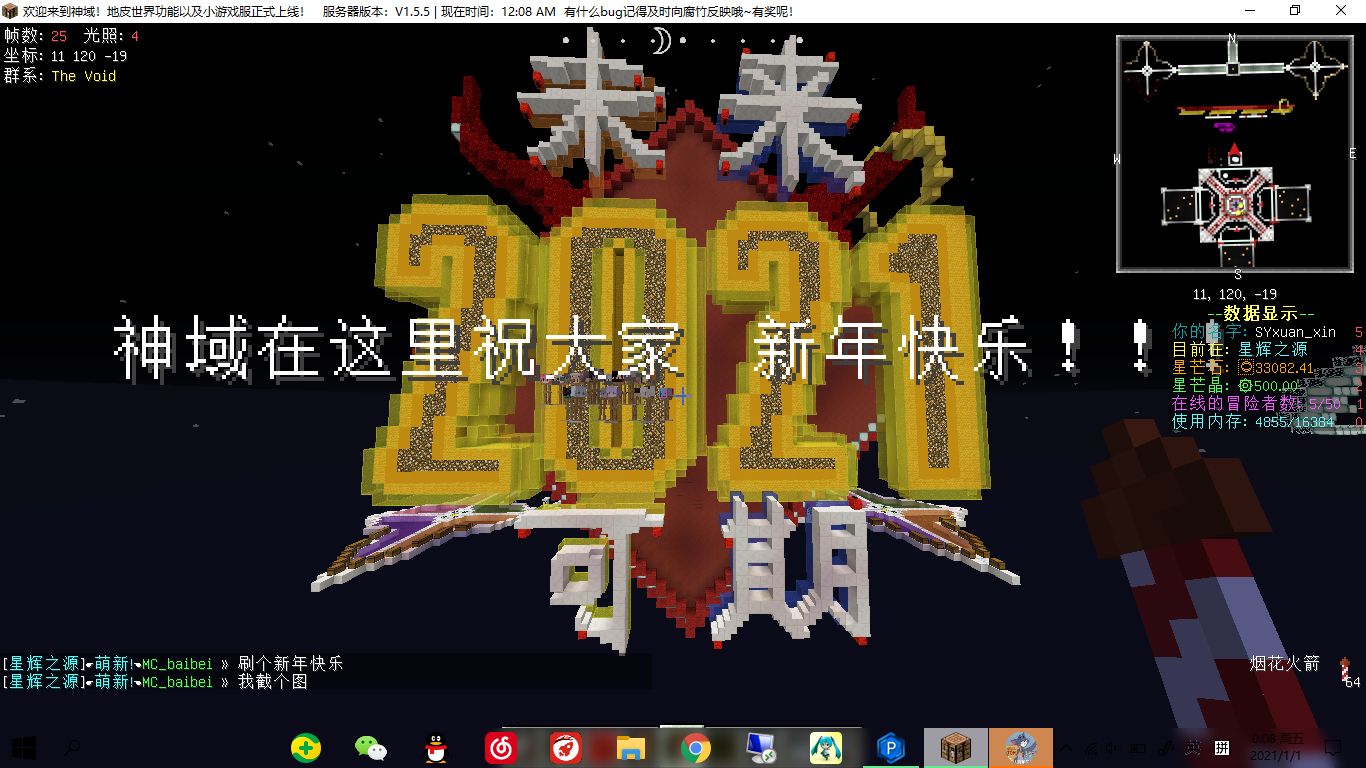 欢迎来到神域！地皮世界功能以及小游戏服正式上线！ 服务器版本：V1.5.5 | 现在时间：12:08 AM 有什么bug记得及时向腐竹反映哦~有奖呢！
帧数: 25 光照: 4
坐标: 11 120 -19
群系: The Void
N
W
E
S
11, 120, -19
未来
2021
可期
神域在这里祝大家 新年快乐！！
--数据显示--
你的名字: SYxuan_xin 5
目前在: 星辉之源 4
星芒石: 33082.41 3
星芒晶: 500.00 2
在线的冒险者数: 5/50 1
使用内存: 4855/16384 0
[星辉之源]萌新!MC_baibei » 刷个新年快乐
[星辉之源]萌新!MC_baibei » 我截个图
烟花火箭
64
英
拼
0:08 周五
2021/1/1